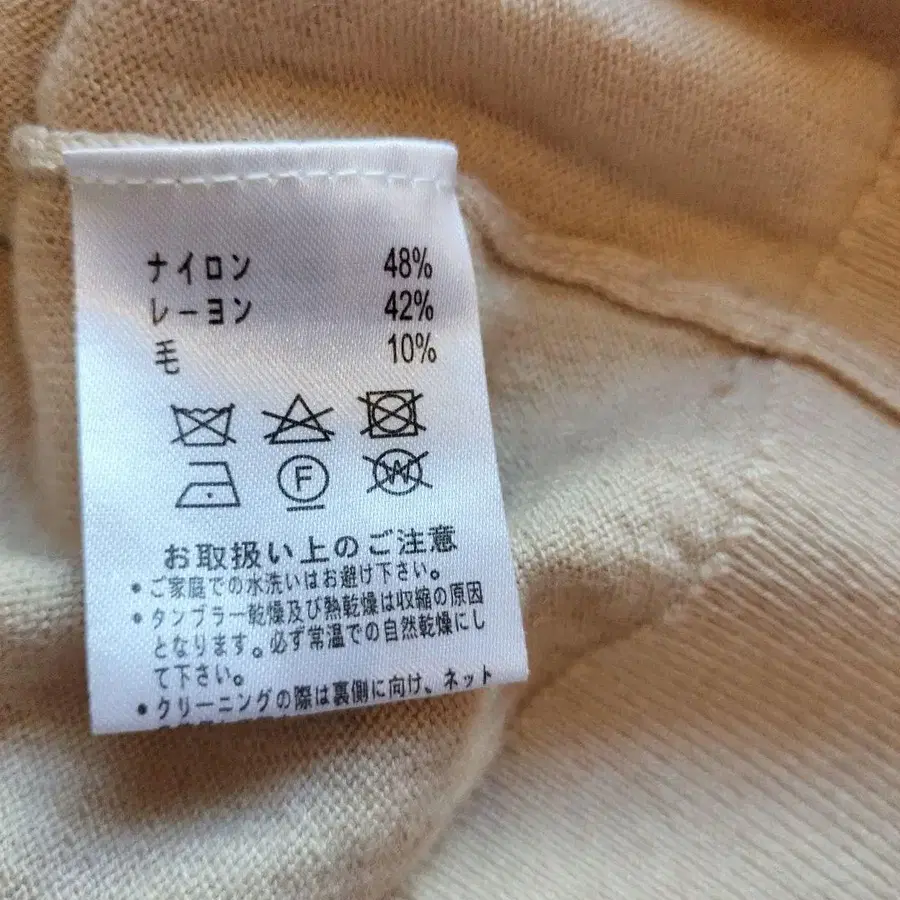 ナイロン 48%
レーヨン 42%
毛 10%
F W
お取扱い上のご注意
・ご家庭での水洗いはお避け下さい。
・タンブラー乾燥及び熱乾燥は収縮の原因
となります。必ず常温での自然乾燥にし
て下さい。
・クリーニングの際は裏側に向け、ネット